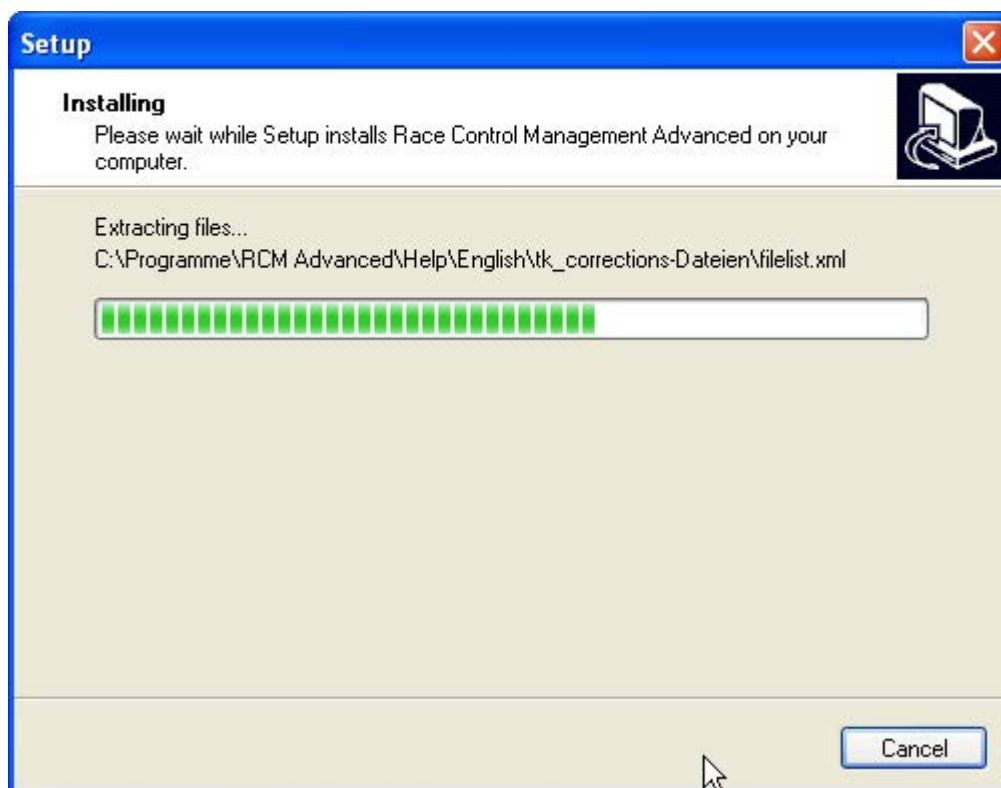 Setup
Installing
Please wait while Setup installs Race Control Management Advanced on your
computer.
Extracting files...
C:\Programme\RCM Advanced\Help\English\tk_corrections-Dateien\filelist.xml
Cancel